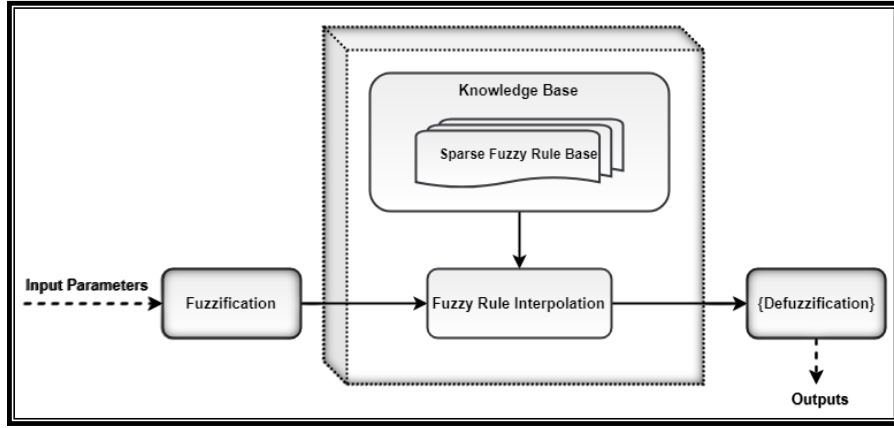 Knowledge Base
Sparse Fuzzy Rule Base
Input Parameters
Fuzzification
Fuzzy Rule Interpolation
{Defuzzification}
Outputs